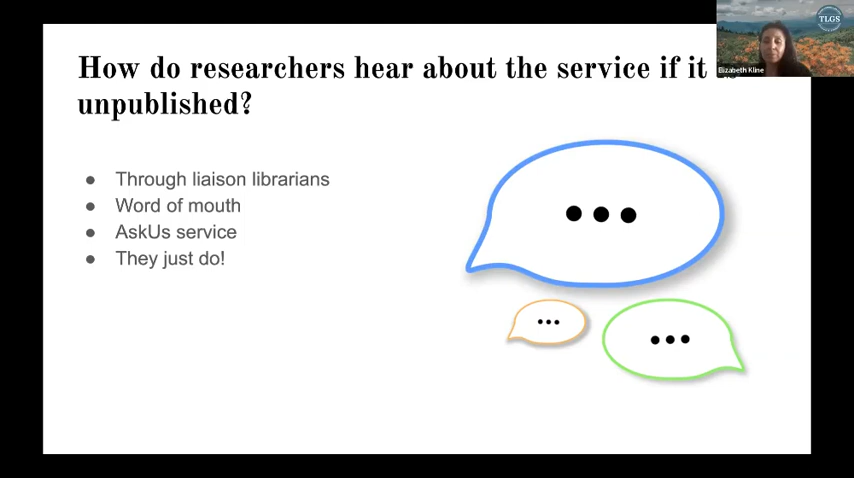 How do researchers hear about the service if it
unpublished?
Through liaison librarians
Word of mouth
AskUs service
They just do!
TLGS
Elizabeth Kline